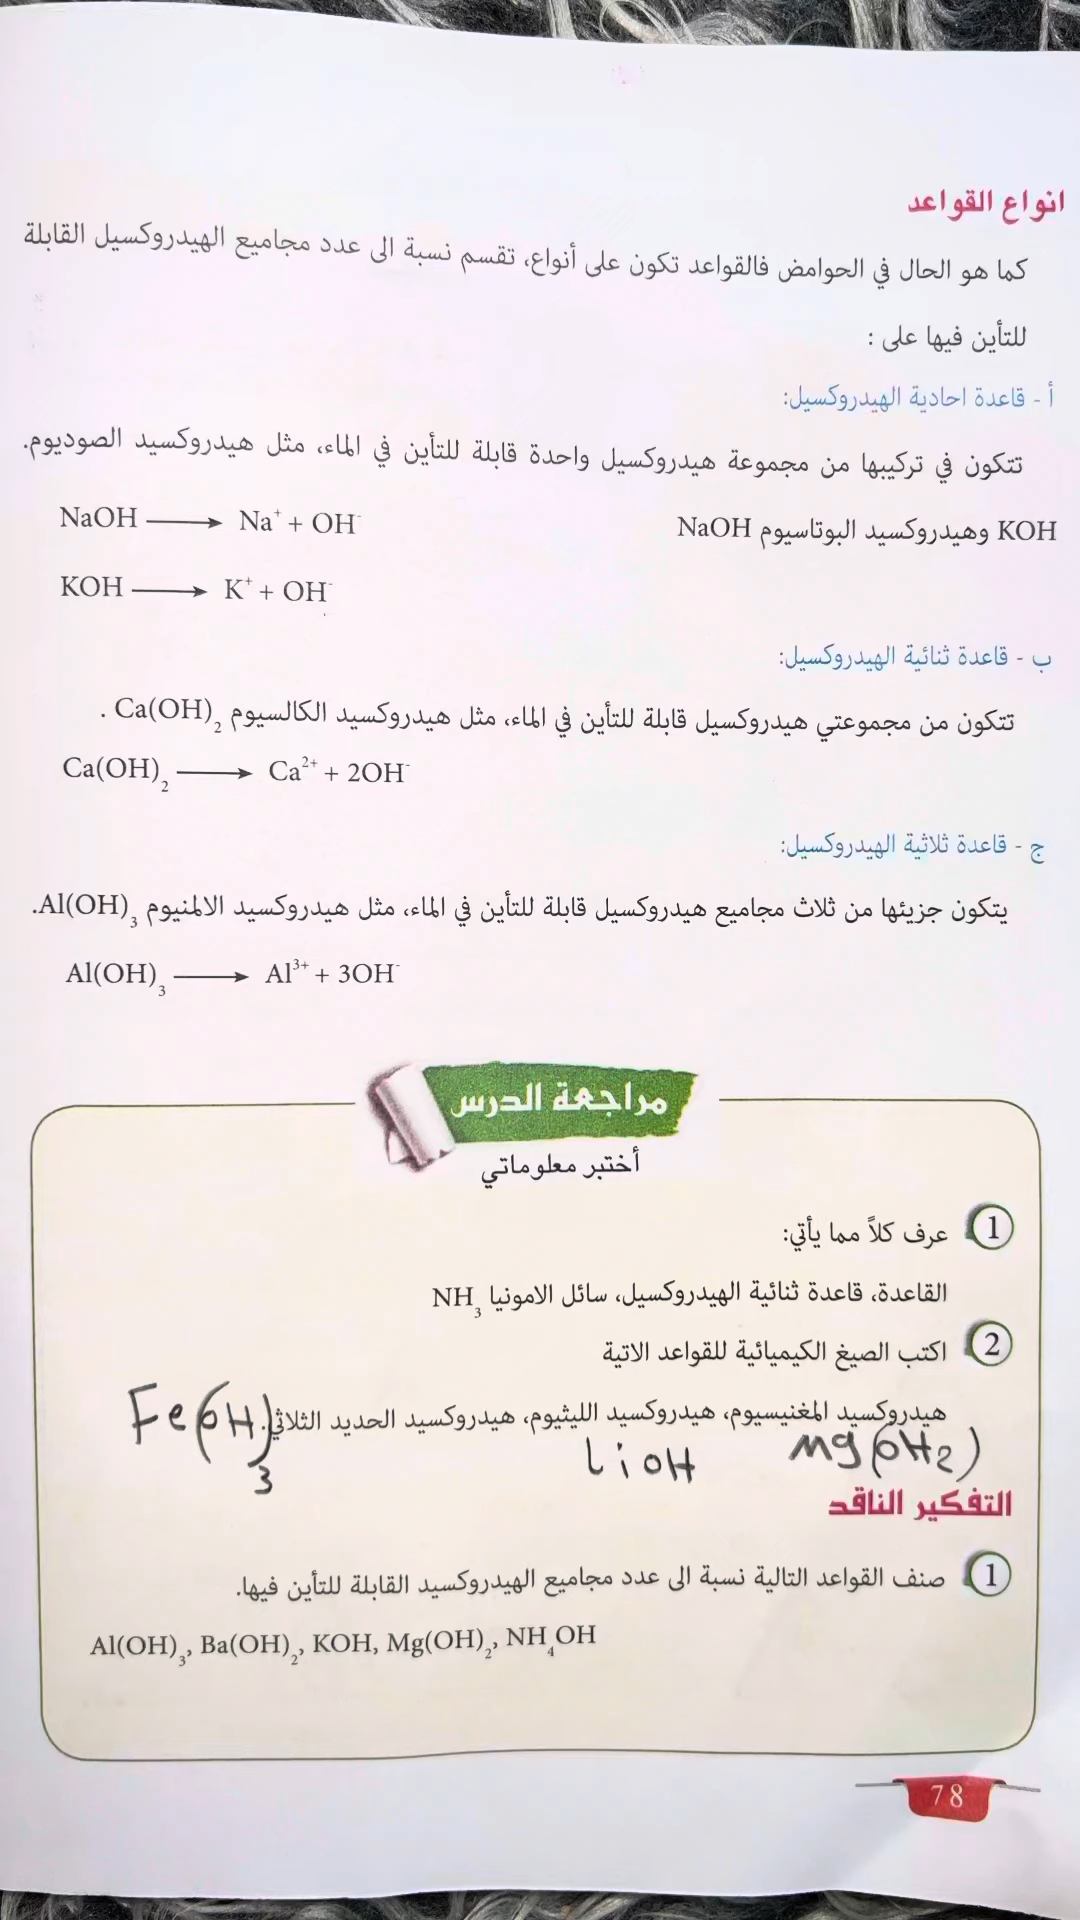 انواع القواعد
كما هو الحال في الحوامض فالقواعد تكون على أنواع، تقسم نسبة الى عدد مجاميع الهيدروكسيل القابلة
للتأين فيها على :
أ - قاعدة احادية الهيدروكسيل:
تتكون في تركيبها من مجموعة هيدروكسيل واحدة قابلة للتأين في الماء، مثل هيدروكسيد الصوديوم.
KOH وهيدروكسيد البوتاسيوم NaOH
NaOH ⟶ Na⁺ + OH⁻
KOH ⟶ K⁺ + OH⁻
ب - قاعدة ثنائية الهيدروكسيل:
تتكون من مجموعتي هيدروكسيل قابلة للتأين في الماء، مثل هيدروكسيد الكالسيوم Ca(OH)₂ .
Ca(OH)₂ ⟶ Ca²⁺ + 2OH⁻
ج - قاعدة ثلاثية الهيدروكسيل:
يتكون جزيئها من ثلاث مجاميع هيدروكسيل قابلة للتأين في الماء، مثل هيدروكسيد الالمنيوم Al(OH)₃.
Al(OH)₃ ⟶ Al³⁺ + 3OH⁻
مراجعة الدرس
أختبر معلوماتي
1 عرف كلاً مما يأتي:
القاعدة، قاعدة ثنائية الهيدروكسيل، سائل الامونيا NH₃
2 اكتب الصيغ الكيميائية للقواعد الاتية
هيدروكسيد المغنيسيوم، هيدروكسيد الليثيوم، هيدروكسيد الحديد الثلاثي.
Fe(OH)₃
Mg(OH₂)
LiOH
التفكير الناقد
1 صنف القواعد التالية نسبة الى عدد مجاميع الهيدروكسيد القابلة للتأين فيها.
Al(OH)₃, Ba(OH)₂, KOH, Mg(OH)₂, NH₄OH
78